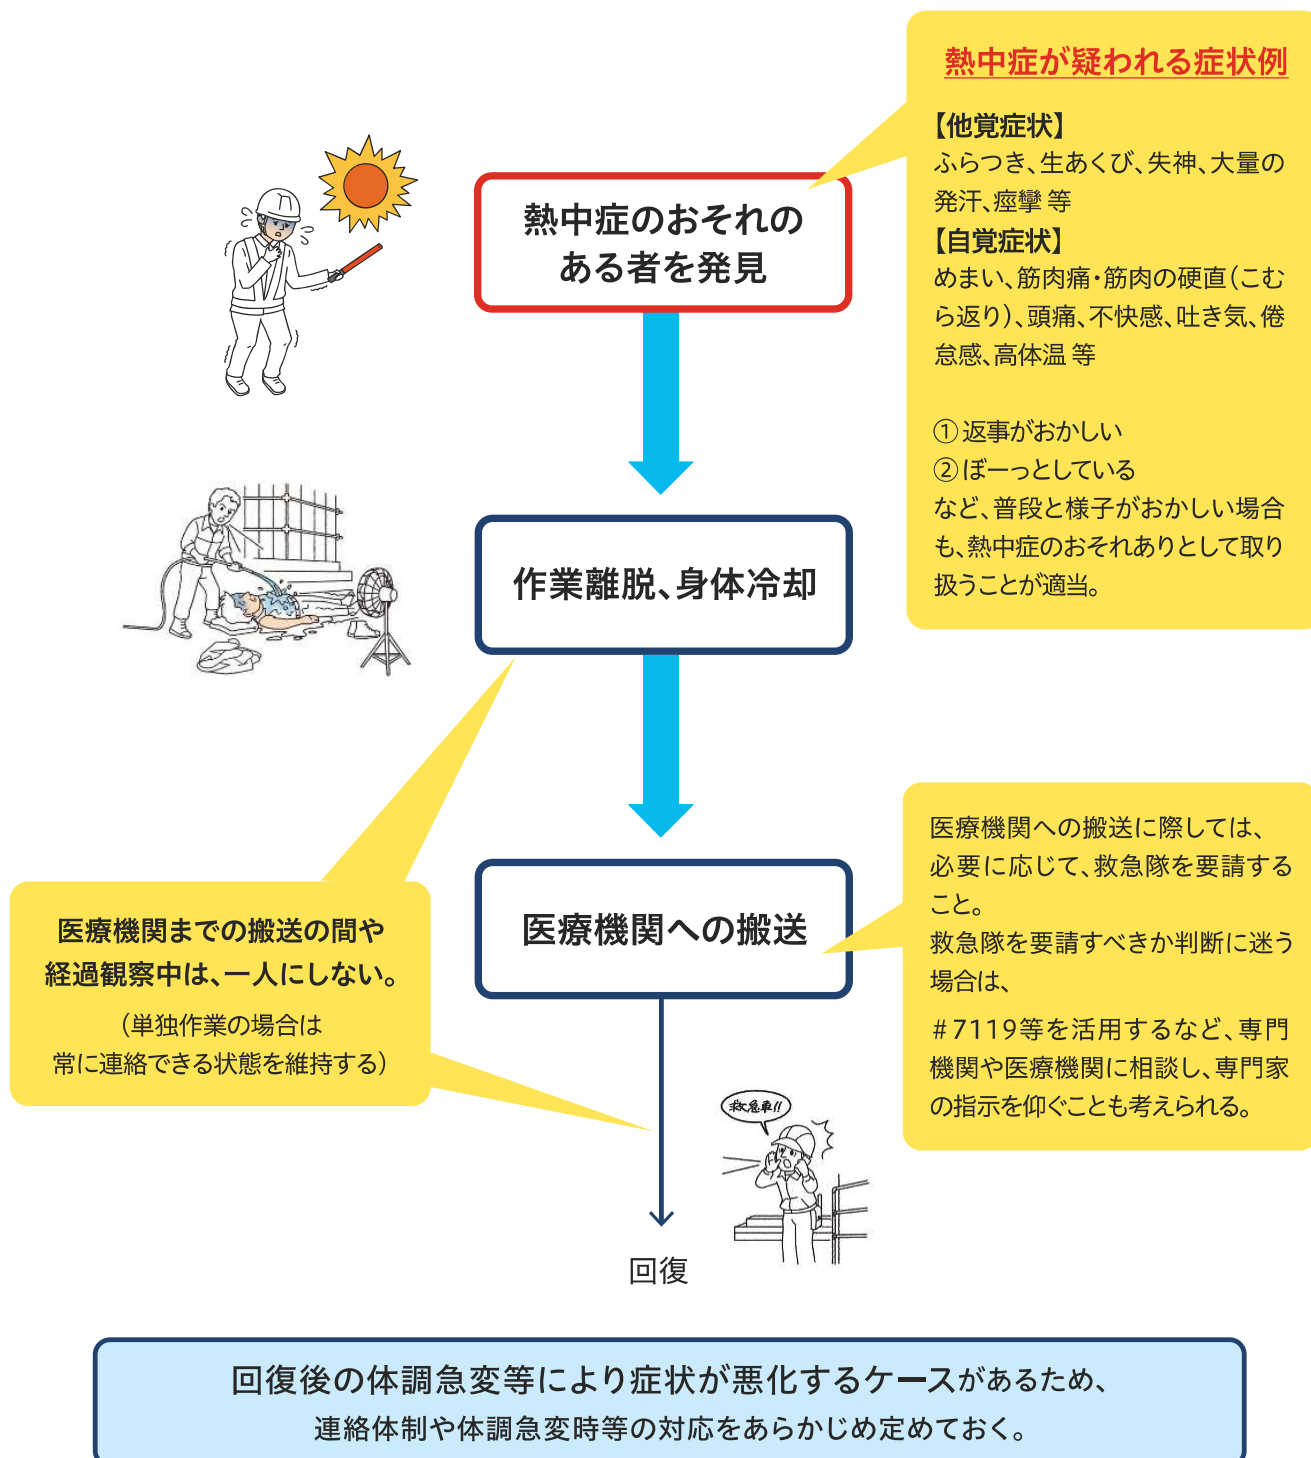 熱中症が疑われる症状例
【他覚症状】
ふらつき、生あくび、失神、大量の
発汗、痙攣 等
【自覚症状】
めまい、筋肉痛・筋肉の硬直（こむ
ら返り）、頭痛、不快感、吐き気、倦
怠感、高体温 等
① 返事がおかしい
② ぼーっとしている
など、普段と様子がおかしい場合
も、熱中症のおそれありとして取り
扱うことが適当。
熱中症のおそれの
ある者を発見
作業離脱、身体冷却
医療機関への搬送
医療機関への搬送に際しては、
必要に応じて、救急隊を要請する
こと。
救急隊を要請すべきか判断に迷う
場合は、
＃7119等を活用するなど、専門
機関や医療機関に相談し、専門家
の指示を仰ぐことも考えられる。
医療機関までの搬送の間や
経過観察中は、一人にしない。
（単独作業の場合は
常に連絡できる状態を維持する）
救急車!!
回復
回復後の体調急変等により症状が悪化するケースがあるため、
連絡体制や体調急変時等の対応をあらかじめ定めておく。